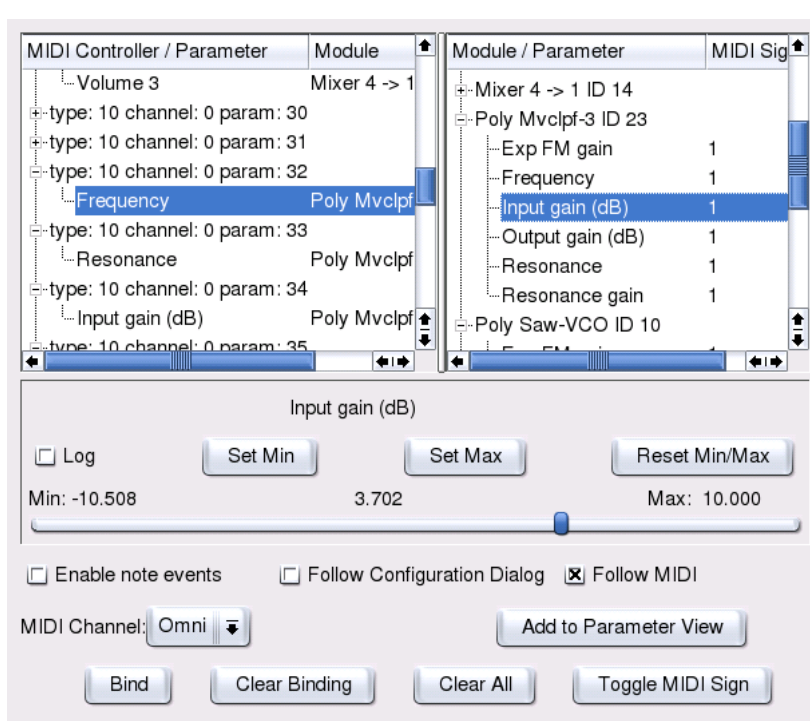 MIDI Controller / Parameter Module
Volume 3 Mixer 4 -> 1
type: 10 channel: 0 param: 30
type: 10 channel: 0 param: 31
type: 10 channel: 0 param: 32
Frequency Poly Mvclpf
type: 10 channel: 0 param: 33
Resonance Poly Mvclpf
type: 10 channel: 0 param: 34
Input gain (dB) Poly Mvclpf
type: 10 channel: 0 param: 35
Module / Parameter MIDI Sig
Mixer 4 -> 1 ID 14
Poly Mvclpf-3 ID 23
Exp FM gain 1
Frequency 1
Input gain (dB) 1
Output gain (dB) 1
Resonance 1
Resonance gain 1
Poly Saw-VCO ID 10
Input gain (dB)
Log Set Min Set Max Reset Min/Max
Min: -10.508 3.702 Max: 10.000
Enable note events Follow Configuration Dialog Follow MIDI
MIDI Channel: Omni Add to Parameter View
Bind Clear Binding Clear All Toggle MIDI Sign